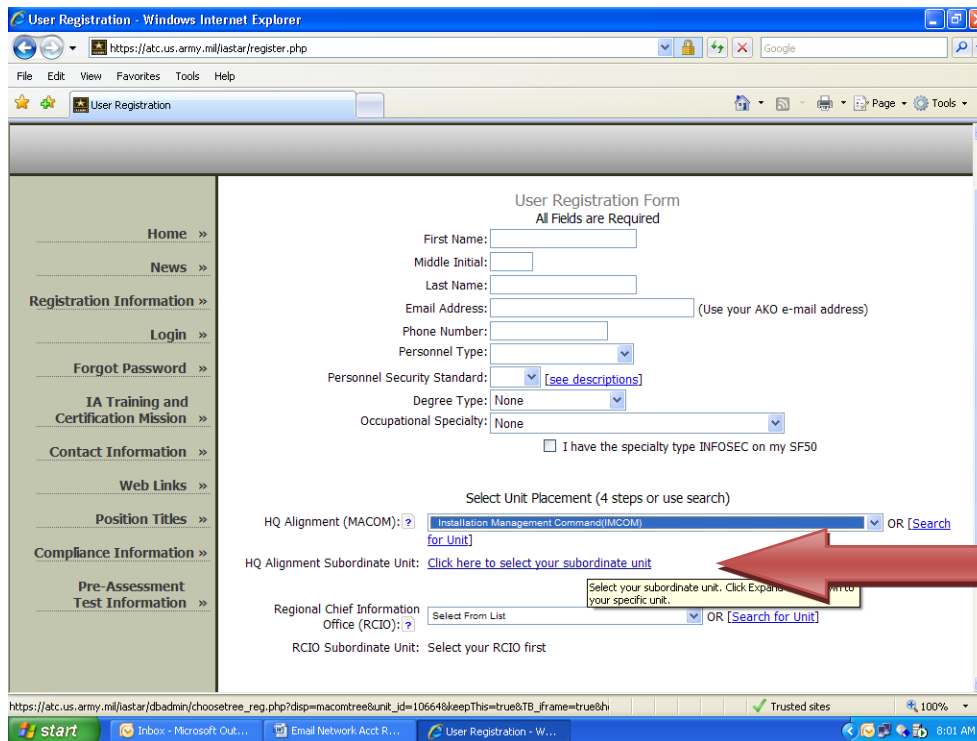 User Registration - Windows Internet Explorer
https://atc.us.army.mil/iastar/register.php
Google
File Edit View Favorites Tools Help
User Registration
Page Tools
User Registration Form
All Fields are Required
Home »
News »
Registration Information »
Login »
Forgot Password »
IA Training and
Certification Mission »
Contact Information »
Web Links »
Position Titles »
Compliance Information »
Pre-Assessment
Test Information »
First Name:
Middle Initial:
Last Name:
Email Address: (Use your AKO e-mail address)
Phone Number:
Personnel Type:
Personnel Security Standard: [see descriptions]
Degree Type: None
Occupational Specialty: None
I have the specialty type INFOSEC on my SF50
Select Unit Placement (4 steps or use search)
HQ Alignment (MACOM): ? Installation Management Command(IMCOM) OR [Search
for Unit]
HQ Alignment Subordinate Unit: Click here to select your subordinate unit
Select your subordinate unit. Click Expand to
your specific unit.
Regional Chief Information
Office (RCIO): ? Select From List OR [Search for Unit]
RCIO Subordinate Unit: Select your RCIO first
https://atc.us.army.mil/iastar/dbadmin/choosetree_reg.php?disp=macomtree&unit_id=10664&keepThis=true&TB_iframe=true&h
Trusted sites 100%
start Inbox - Microsoft Out... Email Network Acct R... User Registration - W... 8:01 AM